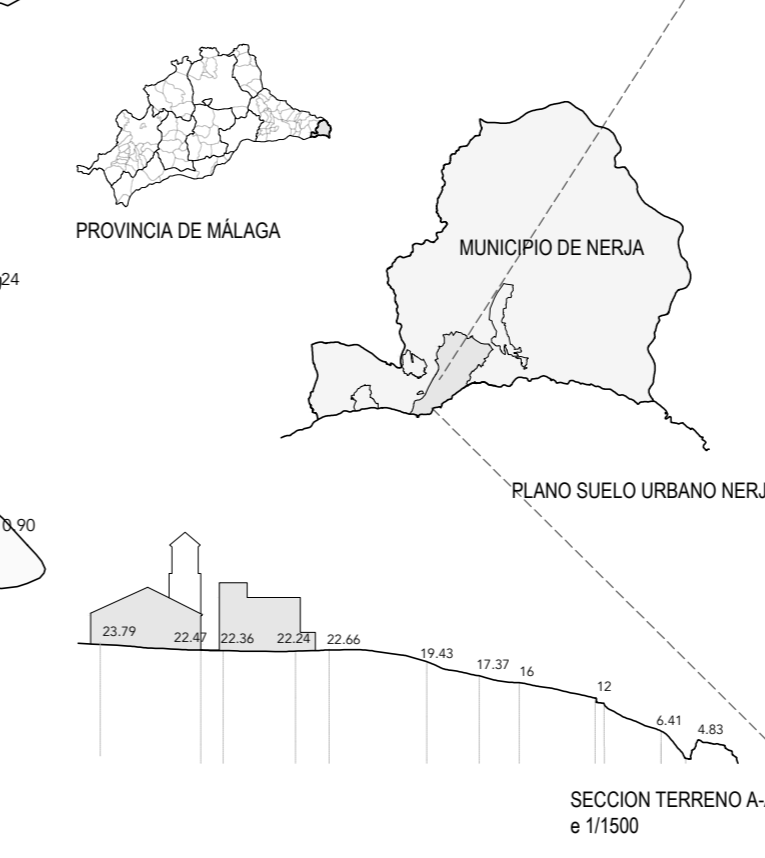 PROVINCIA DE MÁLAGA
MUNICIPIO DE NERJA
24
PLANO SUELO URBANO NERJ
0.90
23.79 22.47 22.36 22.24 22.66 19.43 17.37 16 12 6.41 4.83
SECCION TERRENO A-
e 1/1500